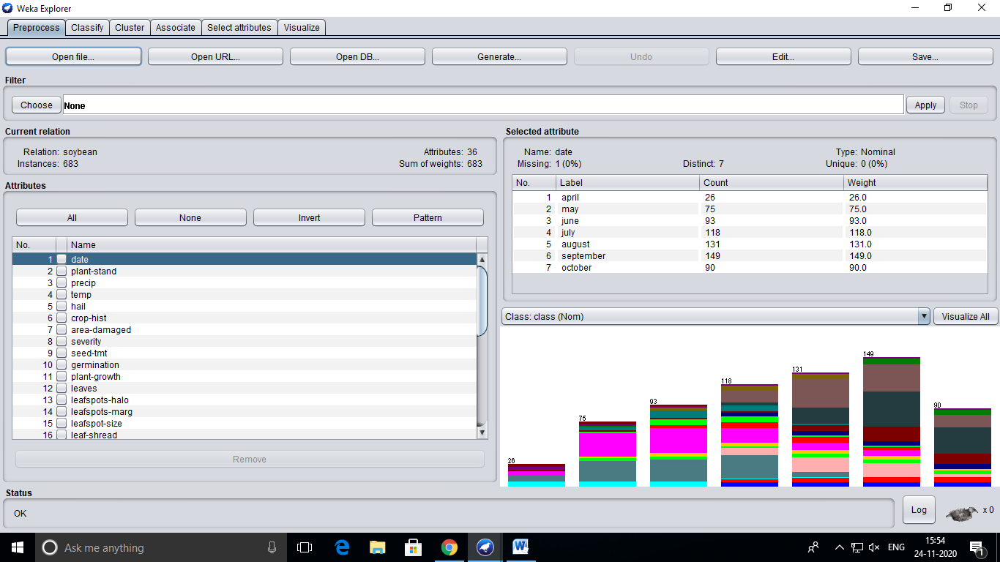 Weka Explorer
Preprocess Classify Cluster Associate Select attributes Visualize
Open file... Open URL... Open DB... Generate... Undo Edit... Save...
Filter
Choose None Apply Stop
Current relation
Relation: soybean Attributes: 36
Instances: 683 Sum of weights: 683
Attributes
All None Invert Pattern
No. Name
1 date
2 plant-stand
3 precip
4 temp
5 hail
6 crop-hist
7 area-damaged
8 severity
9 seed-tmt
10 germination
11 plant-growth
12 leaves
13 leafspots-halo
14 leafspots-marg
15 leafspot-size
16 leaf-shread
Remove
Selected attribute
Name: date Type: Nominal
Missing: 1 (0%) Distinct: 7 Unique: 0 (0%)
No. Label Count Weight
1 april 26 26.0
2 may 75 75.0
3 june 93 93.0
4 july 118 118.0
5 august 131 131.0
6 september 149 149.0
7 october 90 90.0
Class: class (Nom) Visualize All
26 75 93 118 131 149 90
Status
OK Log x 0
Ask me anything ENG 15:54
24-11-2020 1